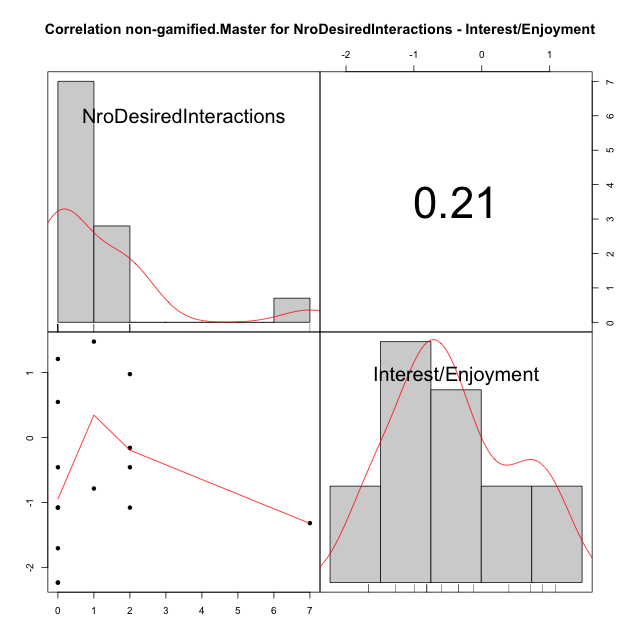 Correlation non-gamified.Master for NroDesiredInteractions - Interest/Enjoyment
-2 -1 0 1
NroDesiredInteractions
0.21
0 1 2 3 4 5 6 7
Interest/Enjoyment
-2 -1 0 1
0 1 2 3 4 5 6 7